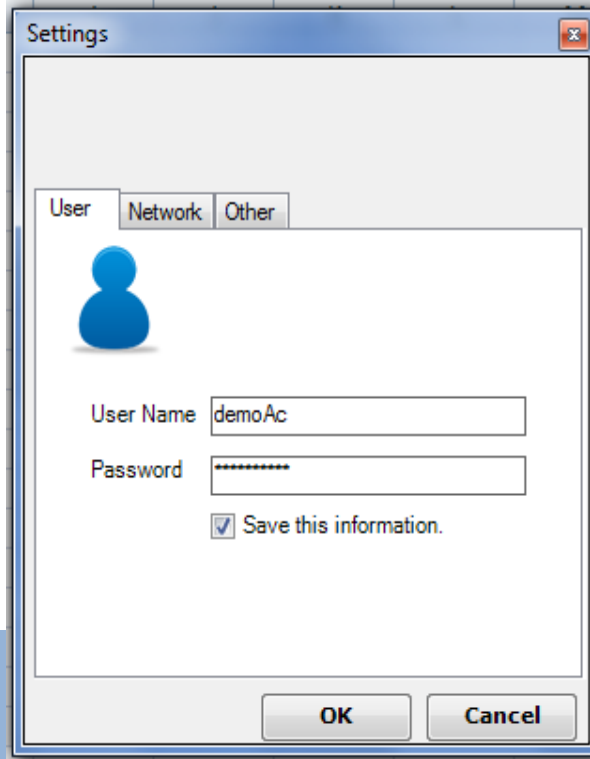 Settings
User Network Other
User Name demoAc
Password **********
Save this information.
OK Cancel